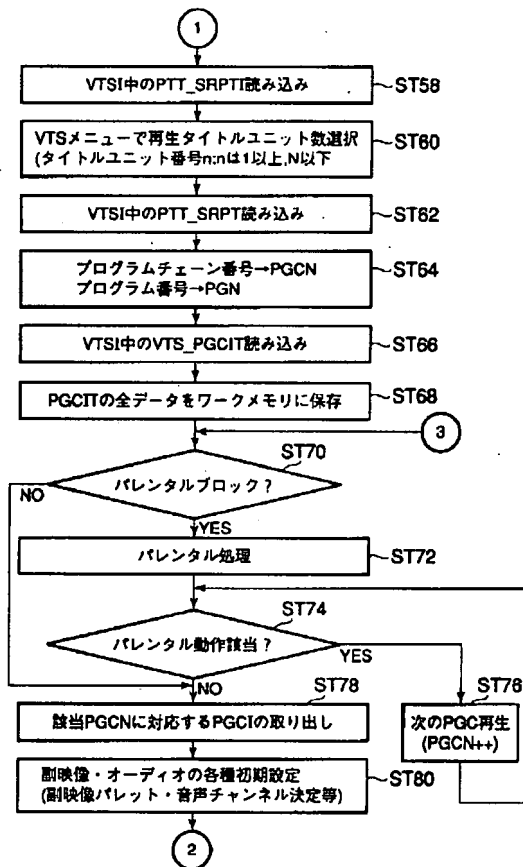 1
VTSI中のPTT_SRPTI読み込み
ST58
VTSメニューで再生タイトルユニット数選択
(タイトルユニット番号n:nは1以上,N以下
ST60
VTSI中のPTT_SRPT読み込み
ST62
プログラムチェーン番号→PGCN
プログラム番号→PGN
ST64
VTSI中のVTS_PGCIT読み込み
ST66
PGCITの全データをワークメモリに保存
ST68
3
ST70
パレンタルブロック?
NO
YES
パレンタル処理
ST72
ST74
パレンタル動作該当?
YES
NO
ST78
ST76
該当PGCNに対応するPGCIの取り出し
次のPGC再生
(PGCN++)
副映像・オーディオの各種初期設定
(副映像パレット・音声チャンネル決定等)
ST80
2